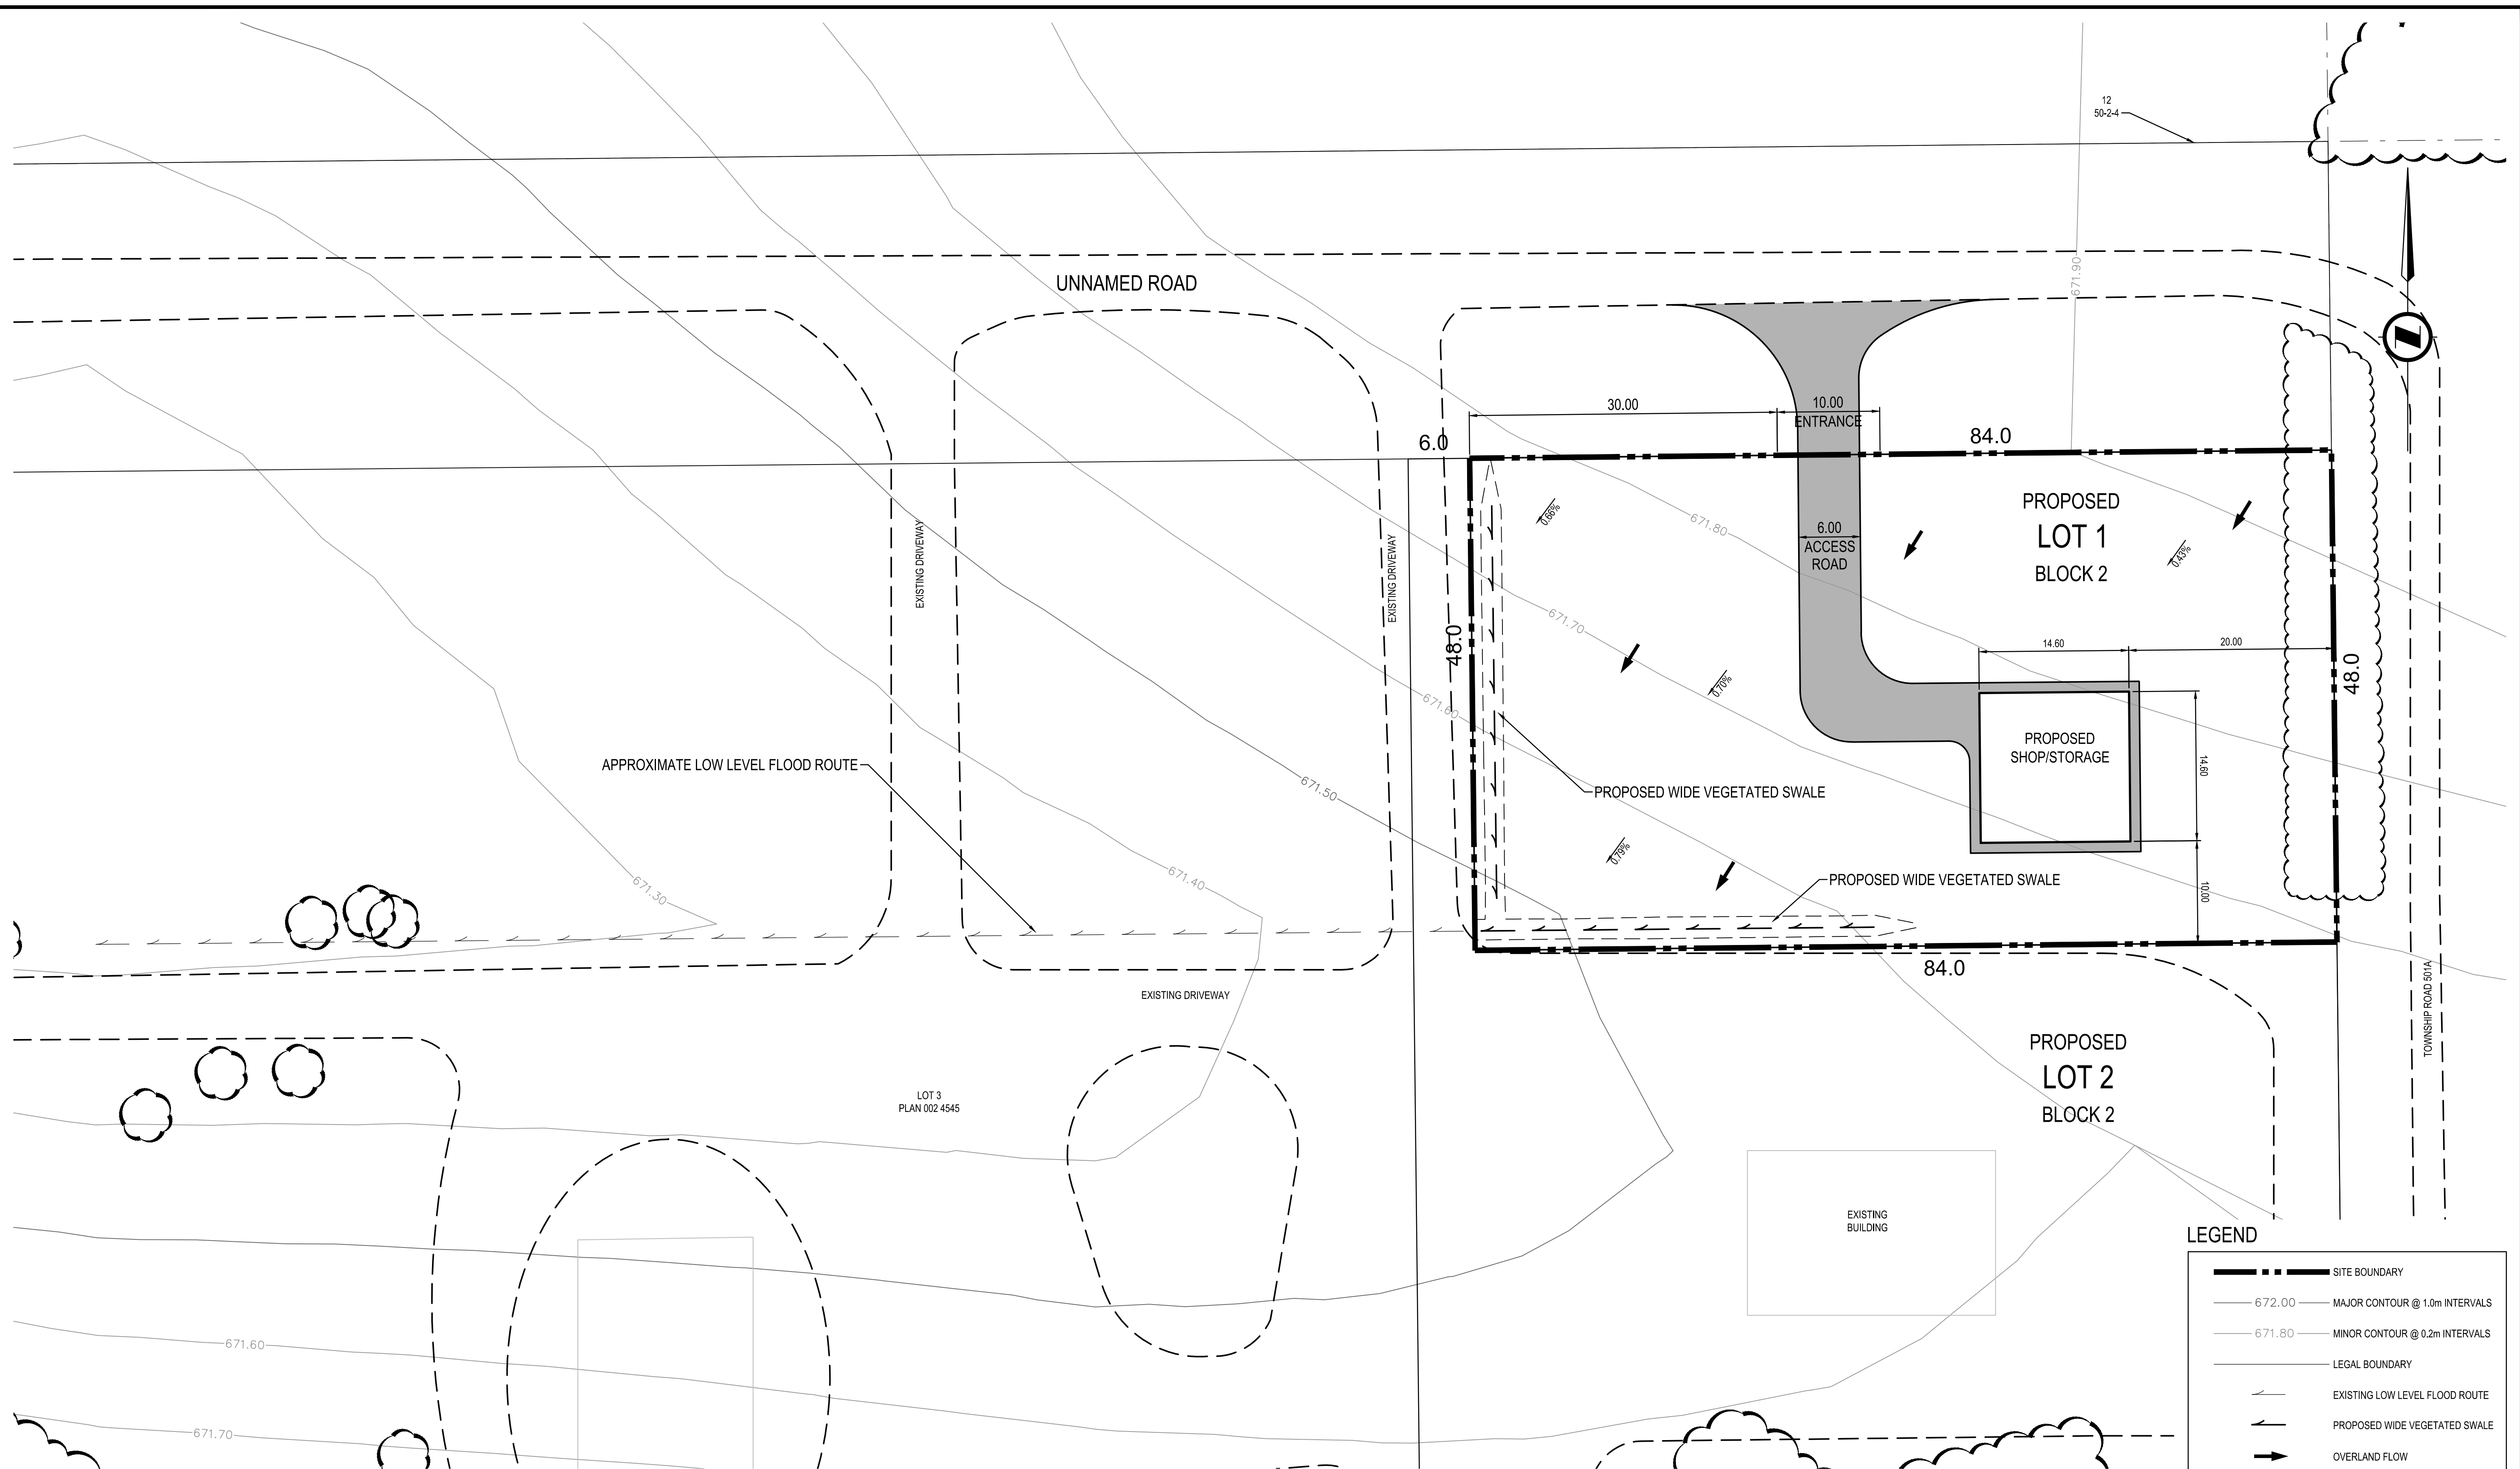 12
50-2-4
UNNAMED ROAD
671.90
30.00
10.00
ENTRANCE
6.0
84.0
PROPOSED
LOT 1
BLOCK 2
0.66%
671.80
6.00
ACCESS
ROAD
0.43%
EXISTING DRIVEWAY
EXISTING DRIVEWAY
48.0
671.70
14.60
20.00
48.0
0.70%
671.60
PROPOSED
SHOP/STORAGE
14.60
APPROXIMATE LOW LEVEL FLOOD ROUTE
671.50
PROPOSED WIDE VEGETATED SWALE
0.79%
671.40
671.30
PROPOSED WIDE VEGETATED SWALE
10.00
84.0
EXISTING DRIVEWAY
TOWNSHIP ROAD 501A
PROPOSED
LOT 2
BLOCK 2
LOT 3
PLAN 002 4545
EXISTING
BUILDING
671.60
671.70
LEGEND
SITE BOUNDARY
672.00 MAJOR CONTOUR @ 1.0m INTERVALS
671.80 MINOR CONTOUR @ 0.2m INTERVALS
LEGAL BOUNDARY
EXISTING LOW LEVEL FLOOD ROUTE
PROPOSED WIDE VEGETATED SWALE
OVERLAND FLOW